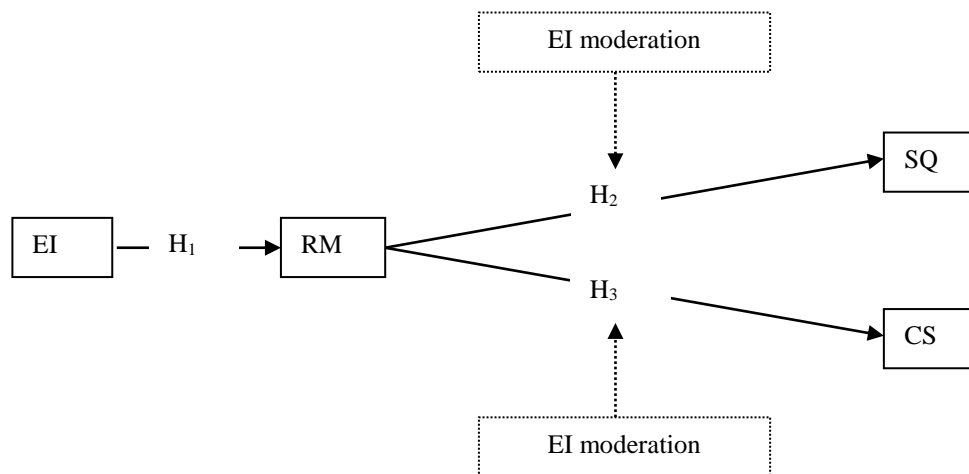 EI moderation
SQ
H2
EI
H1
RM
H3
CS
EI moderation